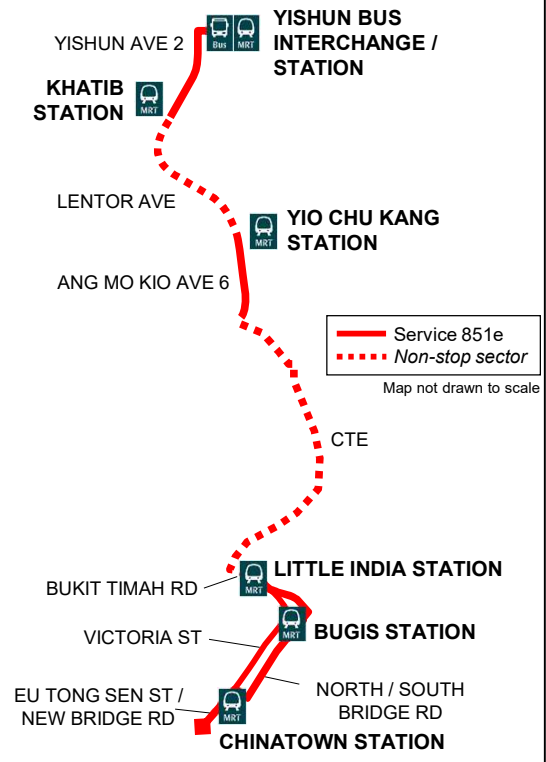 YISHUN AVE 2
Bus
MRT
YISHUN BUS
INTERCHANGE /
STATION
KHATIB
STATION
MRT
LENTOR AVE
MRT
YIO CHU KANG
STATION
ANG MO KIO AVE 6
Service 851e
Non-stop sector
Map not drawn to scale
CTE
BUKIT TIMAH RD
MRT
LITTLE INDIA STATION
MRT
BUGIS STATION
VICTORIA ST
EU TONG SEN ST /
NEW BRIDGE RD
MRT
NORTH / SOUTH
BRIDGE RD
CHINATOWN STATION